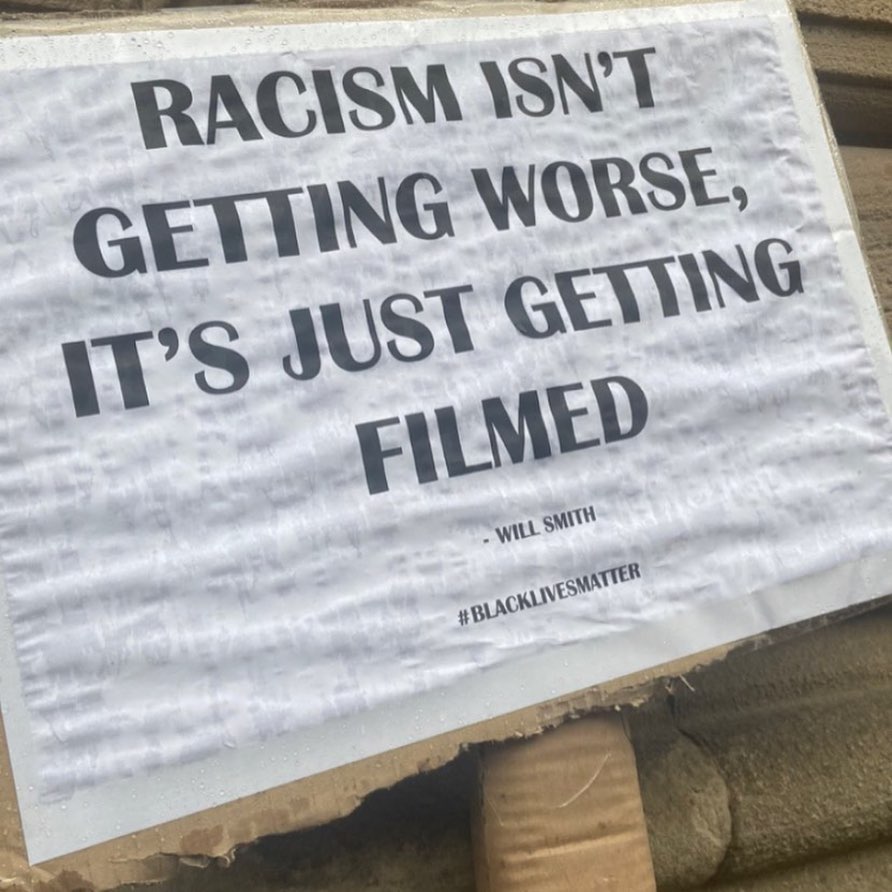 RACISM ISN'T
GETTING WORSE,
IT'S JUST GETTING
FILMED
- WILL SMITH
#BLACKLIVESMATTER